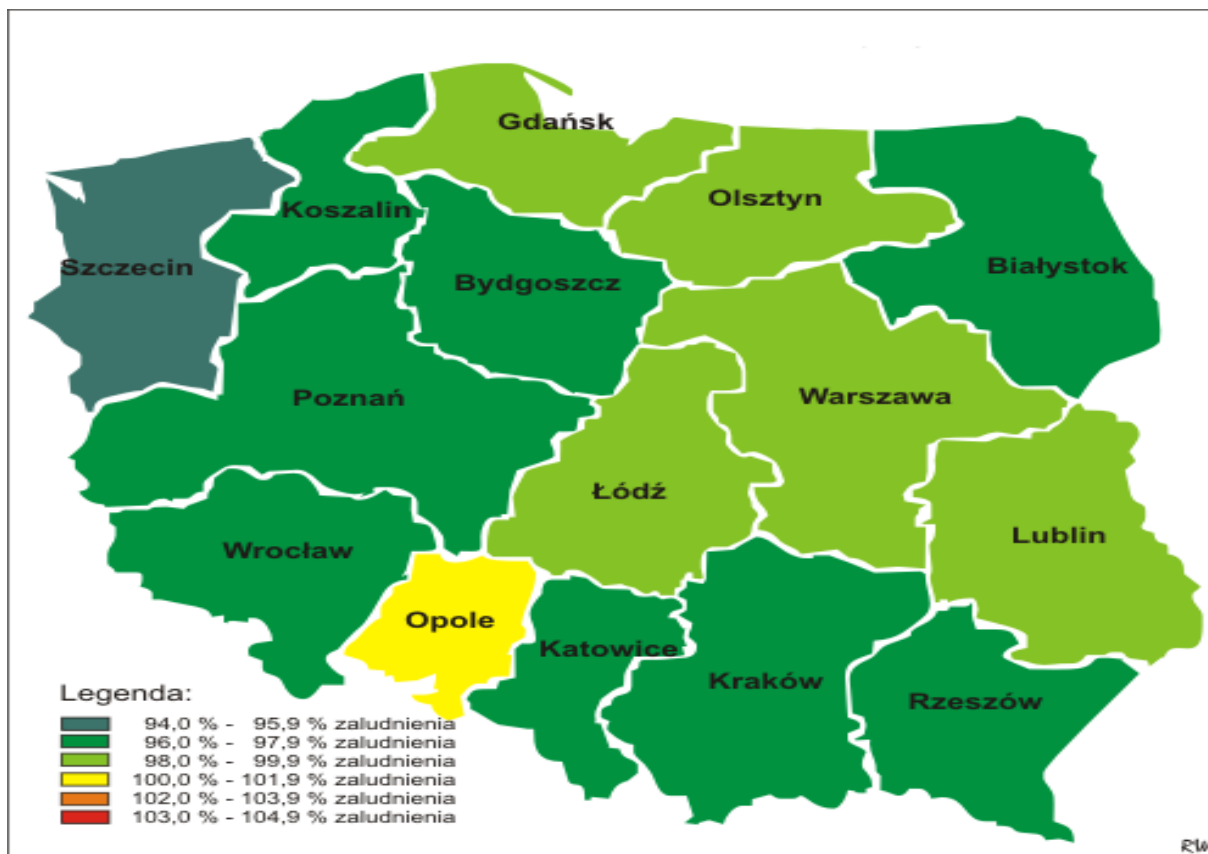 Gdańsk
Olsztyn
Koszalin
Szczecin
Białystok
Bydgoszcz
Poznań
Warszawa
Łódź
Lublin
Wrocław
Opole
Katowice
Kraków
Rzeszów
Legenda:
94,0 % - 95,9 % zaludnienia
96,0 % - 97,9 % zaludnienia
98,0 % - 99,9 % zaludnienia
100,0 % - 101,9 % zaludnienia
102,0 % - 103,9 % zaludnienia
103,0 % - 104,9 % zaludnienia
RW